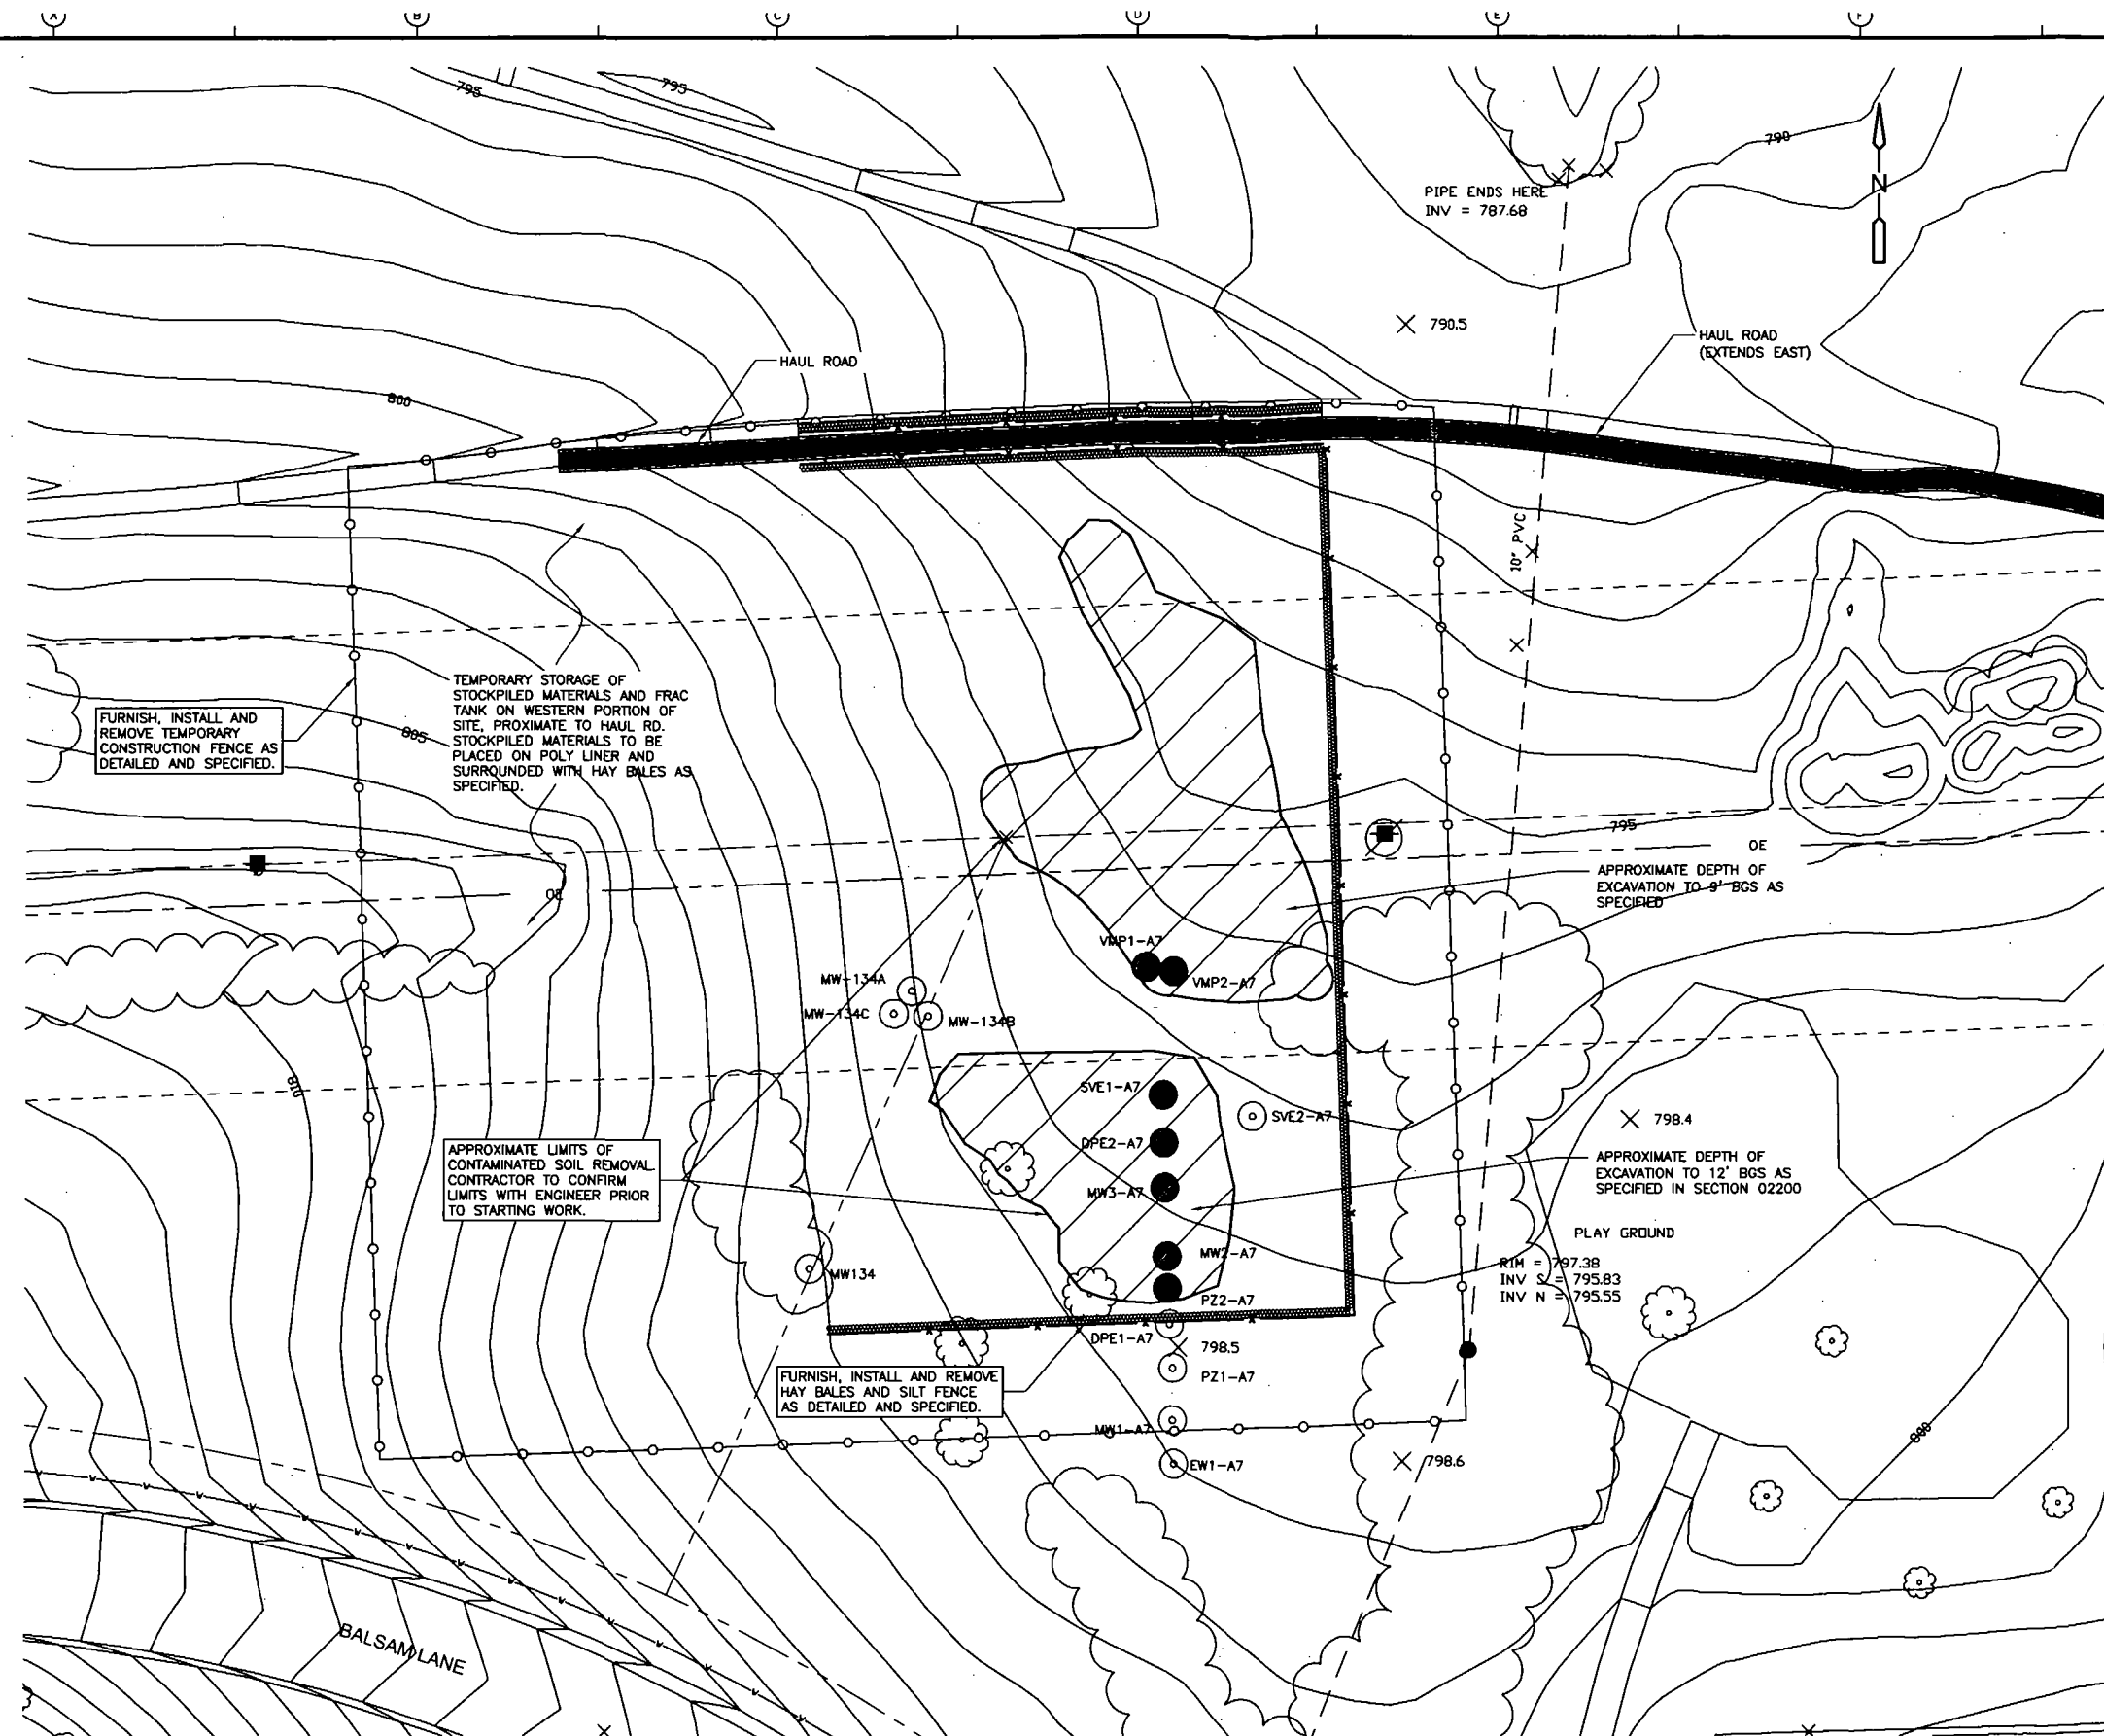 A
B
C
D
E
F
795
795
790
N
PIPE ENDS HERE
INV = 787.68
790.5
HAUL ROAD
(EXTENDS EAST)
HAUL ROAD
800
10" PVC
TEMPORARY STORAGE OF
STOCKPILED MATERIALS AND FRAC
TANK ON WESTERN PORTION OF
SITE, PROXIMATE TO HAUL RD.
STOCKPILED MATERIALS TO BE
PLACED ON POLY LINER AND
SURROUNDED WITH HAY BALES AS
SPECIFIED.
FURNISH, INSTALL AND
REMOVE TEMPORARY
CONSTRUCTION FENCE AS
DETAILED AND SPECIFIED.
805
795
OE
OE
APPROXIMATE DEPTH OF
EXCAVATION TO 9' BGS AS
SPECIFIED
VMP1-A7
VMP2-A7
MW-134A
MW-134C
MW-134B
810
SVE1-A7
SVE2-A7
DPE2-A7
MW3-A7
798.4
APPROXIMATE LIMITS OF
CONTAMINATED SOIL REMOVAL.
CONTRACTOR TO CONFIRM
LIMITS WITH ENGINEER PRIOR
TO STARTING WORK.
APPROXIMATE DEPTH OF
EXCAVATION TO 12' BGS AS
SPECIFIED IN SECTION 02200
PLAY GROUND
MW2-A7
RIM = 797.38
INV S = 795.83
INV N = 795.55
MW134
PZ2-A7
DPE1-A7
798.5
PZ1-A7
FURNISH, INSTALL AND REMOVE
HAY BALES AND SILT FENCE
AS DETAILED AND SPECIFIED.
MW1-A7
EW1-A7
798.6
800
BALSAM LANE